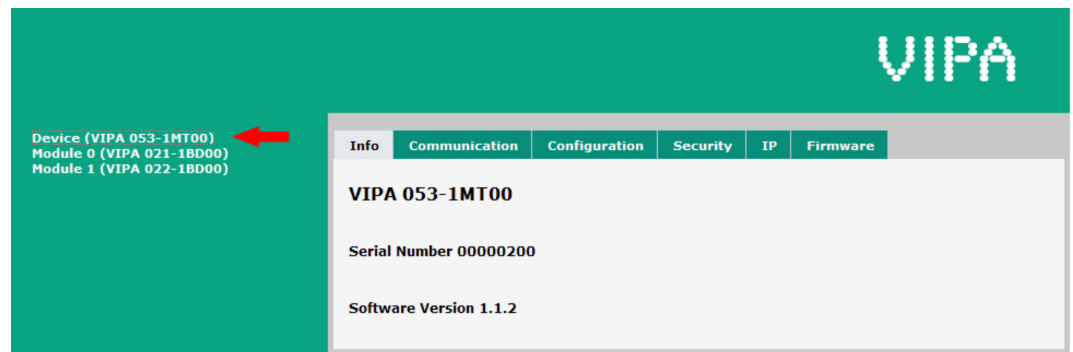 VIPA
Device (VIPA 053-1MT00)
Module 0 (VIPA 021-1BD00)
Module 1 (VIPA 022-1BD00)
Info Communication Configuration Security IP Firmware
VIPA 053-1MT00
Serial Number 00000200
Software Version 1.1.2